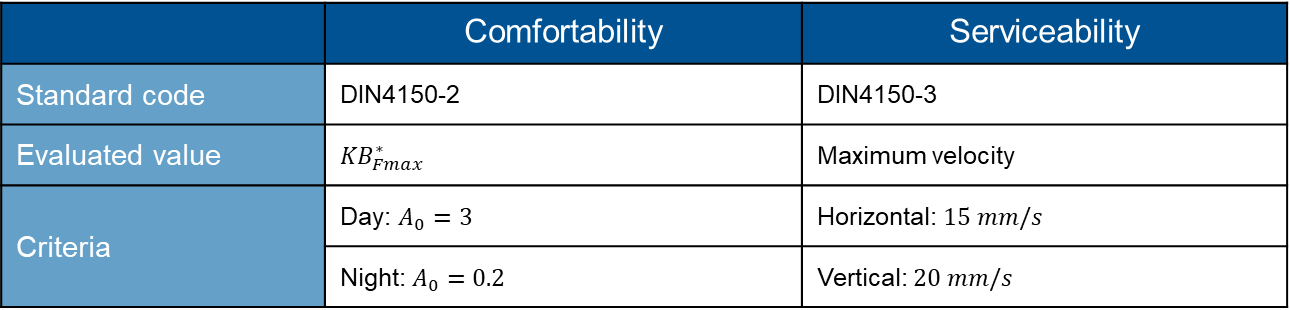 Comfortability Serviceability
Standard code DIN4150-2 DIN4150-3
Evaluated value KB*Fmax Maximum velocity
Criteria
Day: A₀ = 3 Horizontal: 15 mm/s
Night: A₀ = 0.2 Vertical: 20 mm/s